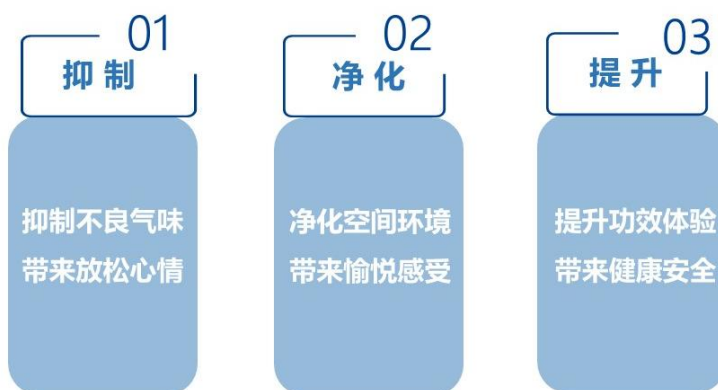 01
抑制
抑制不良气味
带来放松心情
02
净化
净化空间环境
带来愉悦感受
03
提升
提升功效体验
带来健康安全